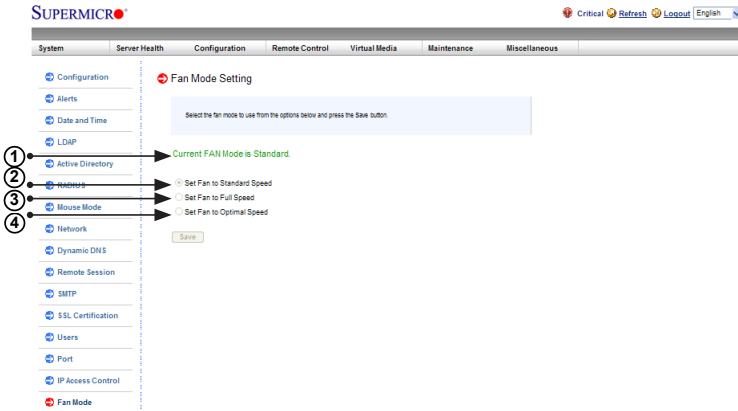 SUPERMICRO
Critical Refresh Logout English
System Server Health Configuration Remote Control Virtual Media Maintenance Miscellaneous
Configuration
Alerts
Date and Time
LDAP
Active Directory
RADIUS
Mouse Mode
Network
Dynamic DNS
Remote Session
SMTP
SSL Certification
Users
Port
IP Access Control
Fan Mode
Fan Mode Setting
Select the fan mode to use from the options below and press the Save button.
1 Current FAN Mode is Standard.
2 Set Fan to Standard Speed
3 Set Fan to Full Speed
4 Set Fan to Optimal Speed
Save